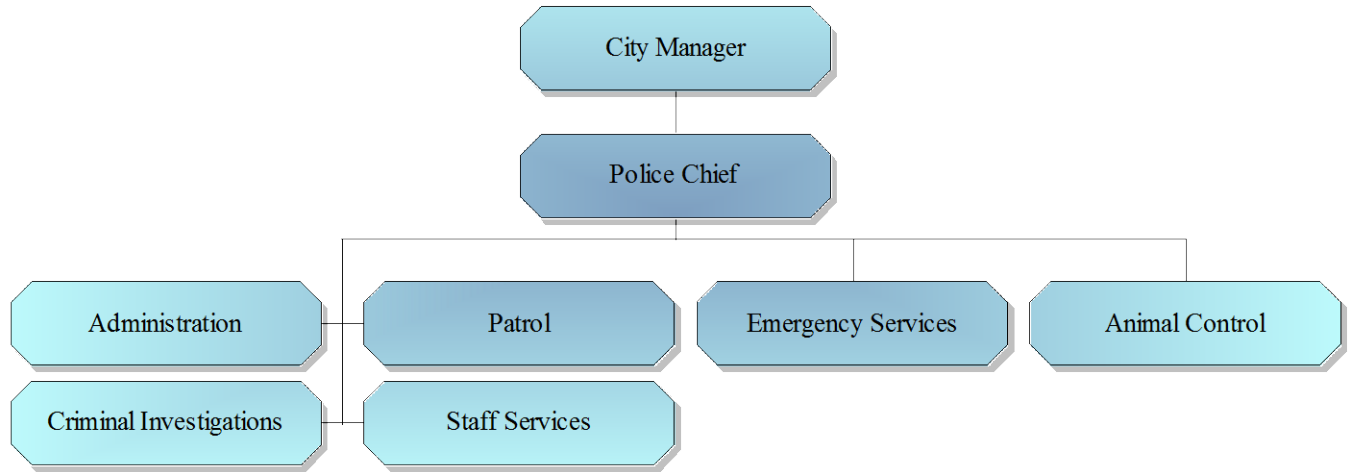 City Manager
Police Chief
Administration
Patrol
Emergency Services
Animal Control
Criminal Investigations
Staff Services